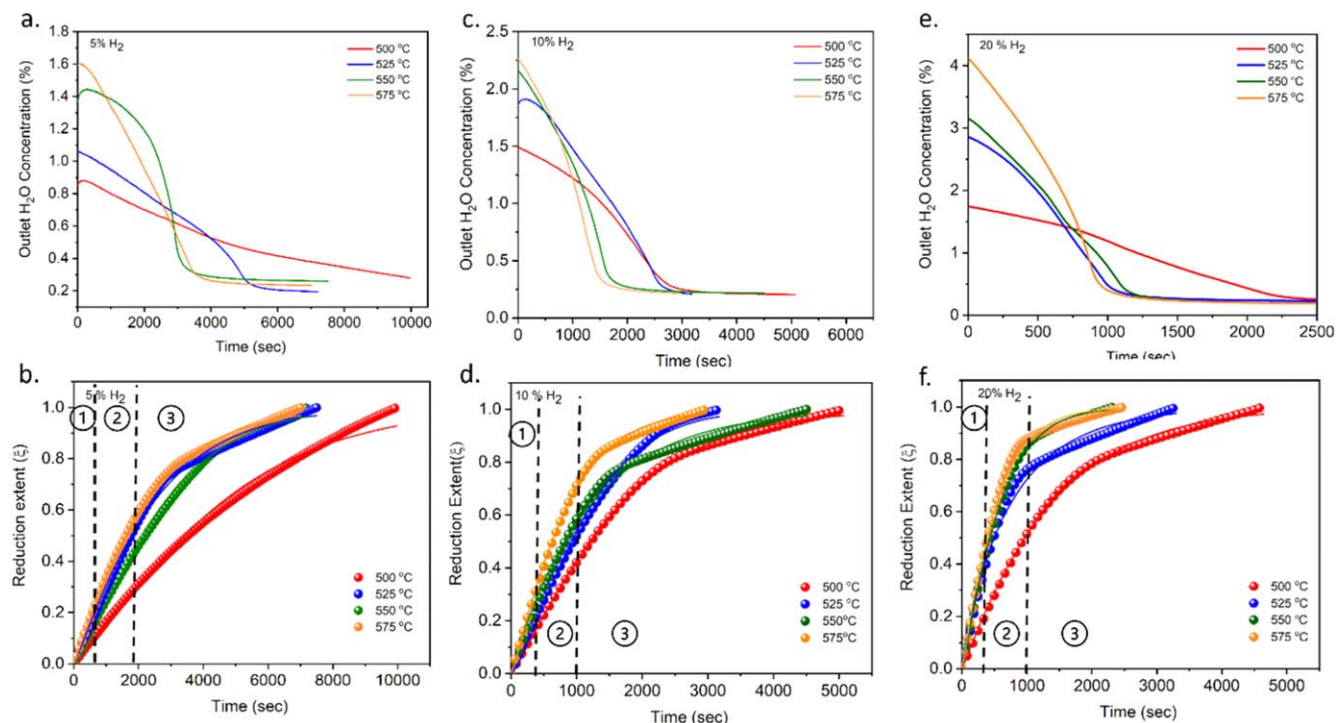 a.
5% H2
500 °C
525 °C
550 °C
575 °C
Outlet H2O Concentration (%)
1.8
1.6
1.4
1.2
1.0
0.8
0.6
0.4
0.2
0 2000 4000 6000 8000 10000
Time (sec)
c.
10% H2
500 °C
525 °C
550 °C
575 °C
Outlet H2O Concentration (%)
2.5
2.0
1.5
1.0
0.5
0.0
0 1000 2000 3000 4000 5000 6000
Time (sec)
e.
20 % H2
500 °C
525 °C
550 °C
575 °C
Outlet H2O Concentration (%)
4
3
2
1
0
0 500 1000 1500 2000 2500
Time (sec)
b.
5 % H2
1 2 3
500 °C
525 °C
550 °C
575 °C
Reduction extent (ξ)
1.0
0.8
0.6
0.4
0.2
0.0
0 2000 4000 6000 8000 10000
Time (sec)
d.
10 % H2
1
2 3
500 °C
525 °C
550°C
575°C
Reduction Extent(ξ)
1.0
0.8
0.6
0.4
0.2
0.0
0 1000 2000 3000 4000 5000
Time (sec)
f.
20% H2
1
2 3
500 °C
525 °C
550 °C
575 °C
Reduction Extent (ξ)
1.0
0.8
0.6
0.4
0.2
0.0
0 1000 2000 3000 4000 5000
Time (sec)